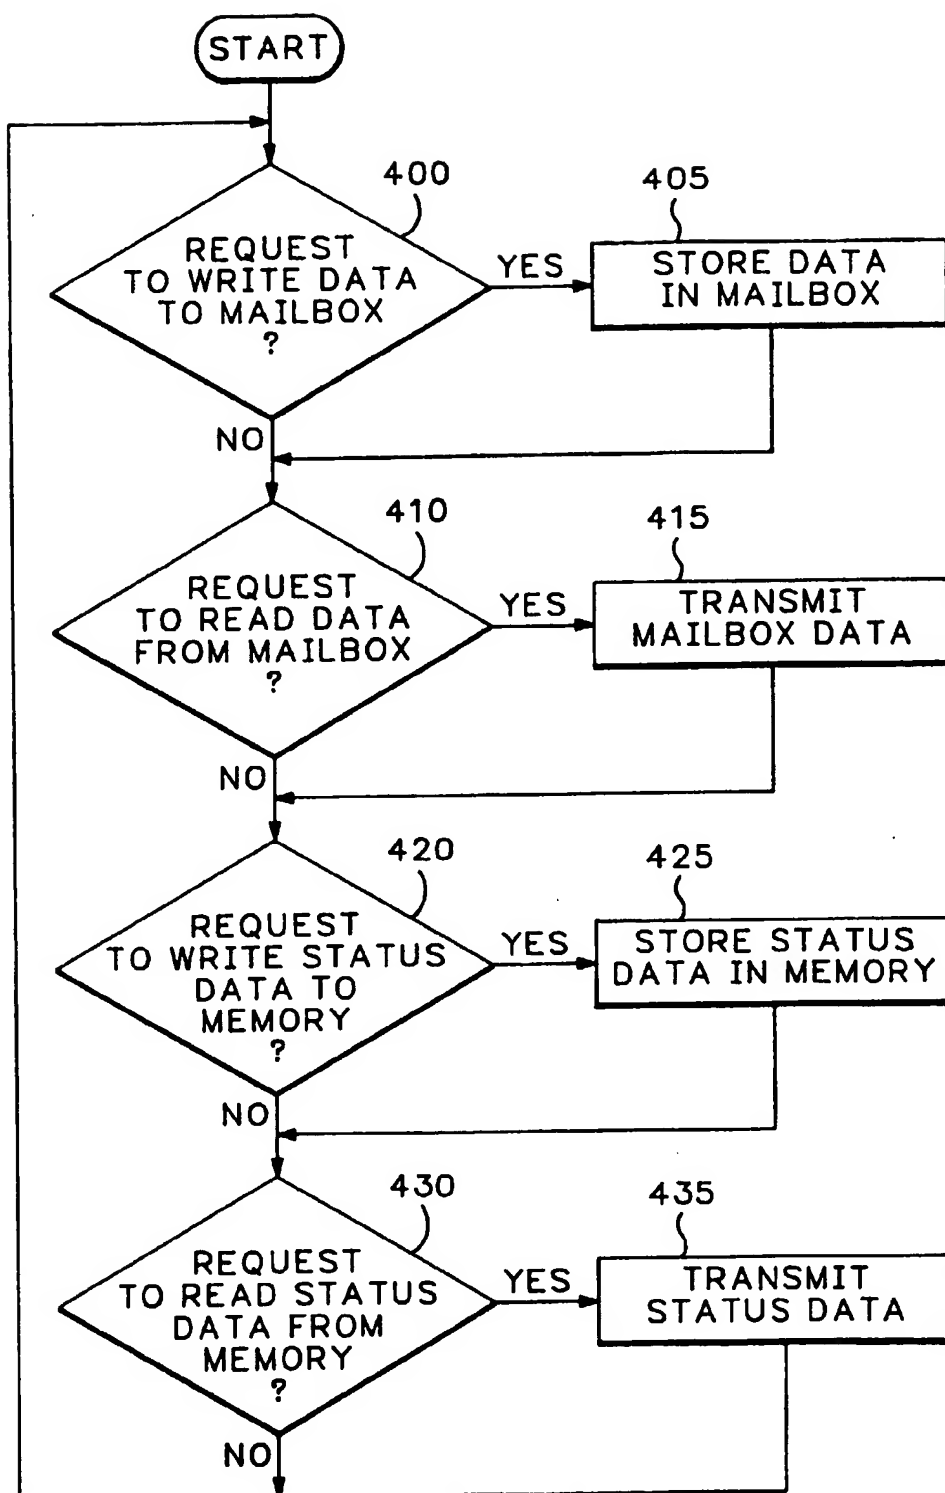 START
400
REQUEST
TO WRITE DATA
TO MAILBOX
?
YES
405
STORE DATA
IN MAILBOX
NO
410
REQUEST
TO READ DATA
FROM MAILBOX
?
YES
415
TRANSMIT
MAILBOX DATA
NO
420
REQUEST
TO WRITE STATUS
DATA TO
MEMORY
?
YES
425
STORE STATUS
DATA IN MEMORY
NO
430
REQUEST
TO READ STATUS
DATA FROM
MEMORY
?
YES
435
TRANSMIT
STATUS DATA
NO